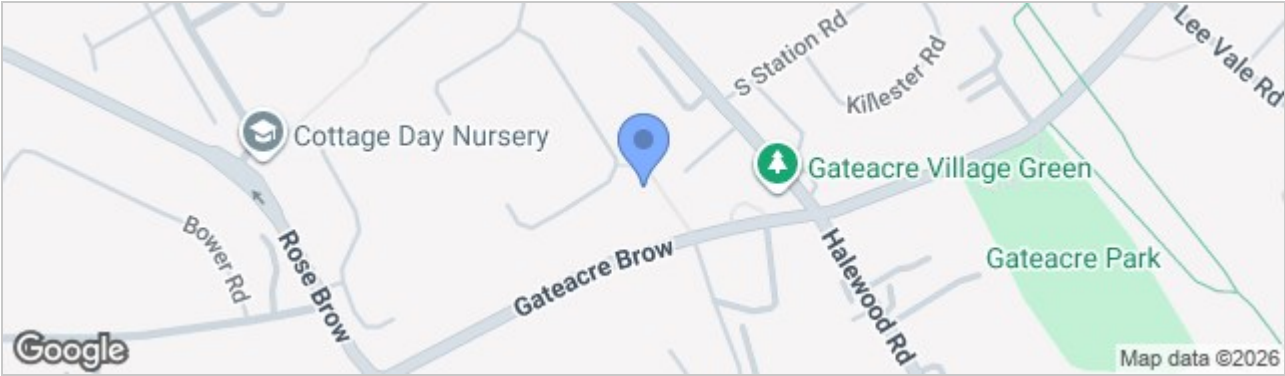 Lee Vale Rd
S Station Rd
Killester Rd
Cottage Day Nursery
Gateacre Village Green
Bower Rd
Rose Brow
Gateacre Brow
Halewood Rd
Gateacre Park
Google
Map data ©2026